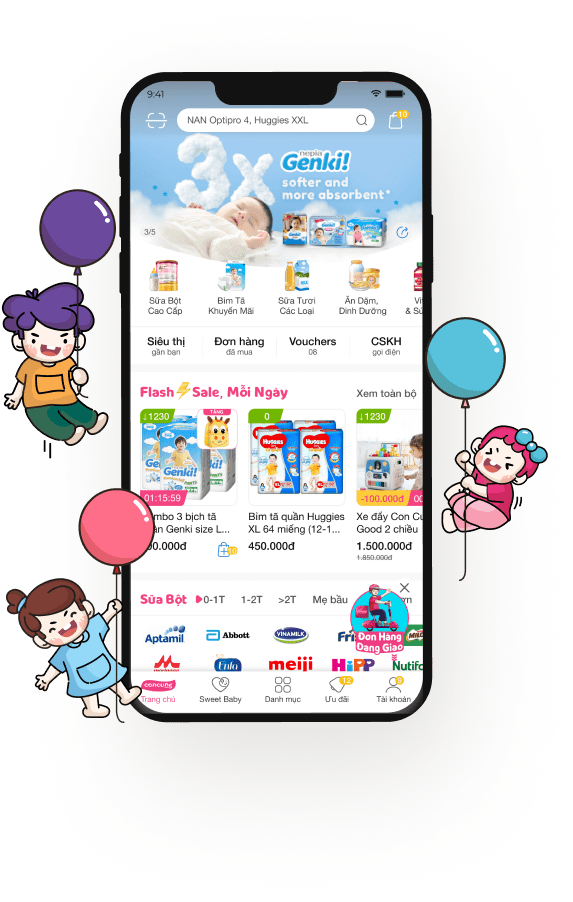 9:41
NAN Optipro 4, Huggies XXL
10
3x
nepia
Genki!
softer and
more absorbent*
3/5
Sữa Bột
Cao Cấp
Bỉm Tã
Khuyến Mãi
Sữa Tươi
Các Loại
Ăn Dặm,
Dinh Dưỡng
Vi
& Sứ
Siêu thị
gần bạn
Đơn hàng
đã mua
Vouchers
08
CSKH
gọi điện
Flash Sale, Mỗi Ngày
Xem toàn bộ
↓1230
TẶNG
Genki!
01:15:59
mbo 3 bịch tã
ần Genki size L...
90.000đ
10
0
HUGGIES
HUGGIES
Bỉm tã quần Huggies
XL 64 miếng (12-1...
450.000đ
↓1230
-100.000đ
Xe đẩy Con Cư
Good 2 chiều
1.500.000đ
1.850.000đ
Sữa Bột
0-1T
1-2T
>2T
Mẹ bầu
Aptamil
Abbott
VINAMILK
Fri
Milo
MORINAGA
Enfa
meiji
HiPP
Nutifo
Đơn Hàng
Đang Giao
concung
Trang chủ
Sweet Baby
Danh mục
12
Ưu đãi
9
Tài khoản